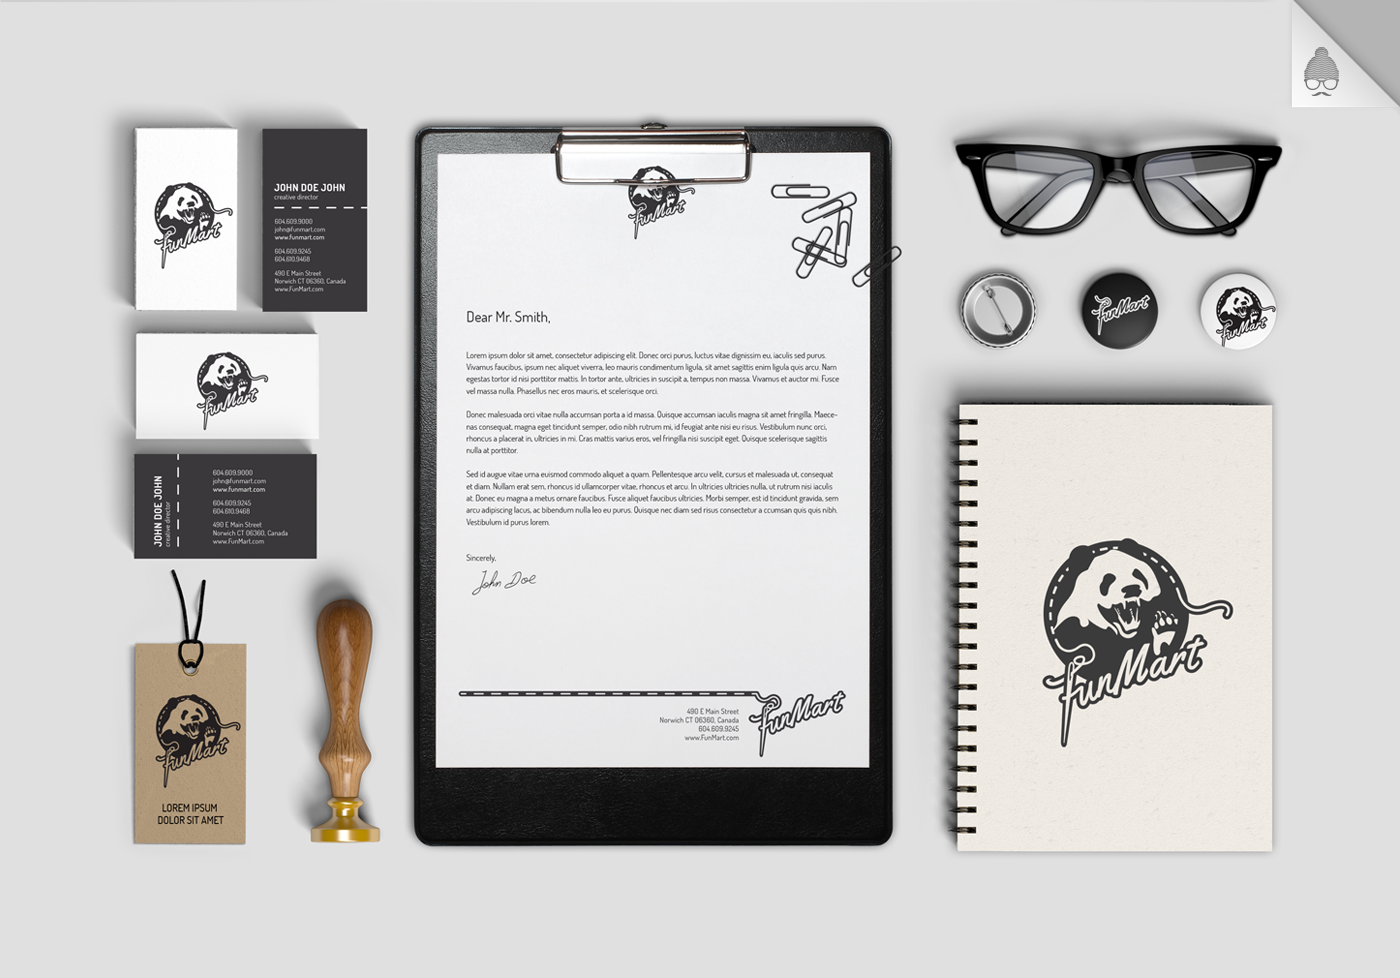 FunMart
JOHN DOE JOHN
creative director
604.609.9000
john@funmart.com
www.funmart.com
604.609.9245
604.610.9468
490 E Main Street
Norwich CT 06360, Canada
www.FunMart.com
FunMart
JOHN DOE JOHN
creative director
604.609.9000
john@funmart.com
www.funmart.com
604.609.9245
604.610.9468
490 E Main Street
Norwich CT 06360, Canada
www.FunMart.com
FunMart
LOREM IPSUM
DOLOR SIT AMET
FunMart
Dear Mr. Smith,
Lorem ipsum dolor sit amet, consectetur adipiscing elit. Donec orci purus, luctus vitae dignissim eu, iaculis sed purus.
Vivamus faucibus, ipsum nec aliquet viverra, leo mauris condimentum ligula, sit amet sagittis enim ligula quis arcu. Nam
egestas tortor id nisi porttitor mattis. In tortor ante, ultricies in suscipit a, tempus non massa. Vivamus et auctor mi. Fusce
vel massa nulla. Phasellus nec eros mauris, et scelerisque orci.
Donec malesuada orci vitae nulla accumsan porta a id massa. Quisque accumsan iaculis magna sit amet fringilla. Maece-
nas consequat, magna eget tincidunt semper, odio nibh rutrum mi, id feugiat ante nisi eu risus. Vestibulum nunc orci,
rhoncus a placerat in, ultricies in mi. Cras mattis varius eros, vel fringilla nisi suscipit eget. Quisque scelerisque sagittis
nulla at porttitor.
Sed id augue vitae urna euismod commodo aliquet a quam. Pellentesque arcu velit, cursus et malesuada ut, consequat
et diam. Nullam erat sem, rhoncus id ullamcorper vitae, rhoncus et arcu. In ultricies ultricies nulla, ut rutrum nisi iaculis
at. Donec eu magna a metus ornare faucibus. Fusce aliquet faucibus ultricies. Morbi semper, est id tincidunt gravida, sem
arcu adipiscing lacus, ac bibendum nulla leo eu purus. Quisque nec diam sed risus consectetur a ccumsan quis quis nibh.
Vestibulum id purus lorem.
Sincerely,
John Doe
490 E Main Street
Norwich CT 06360, Canada
604.609.9245
www.FunMart.com
FunMart
FunMart
FunMart
FunMart